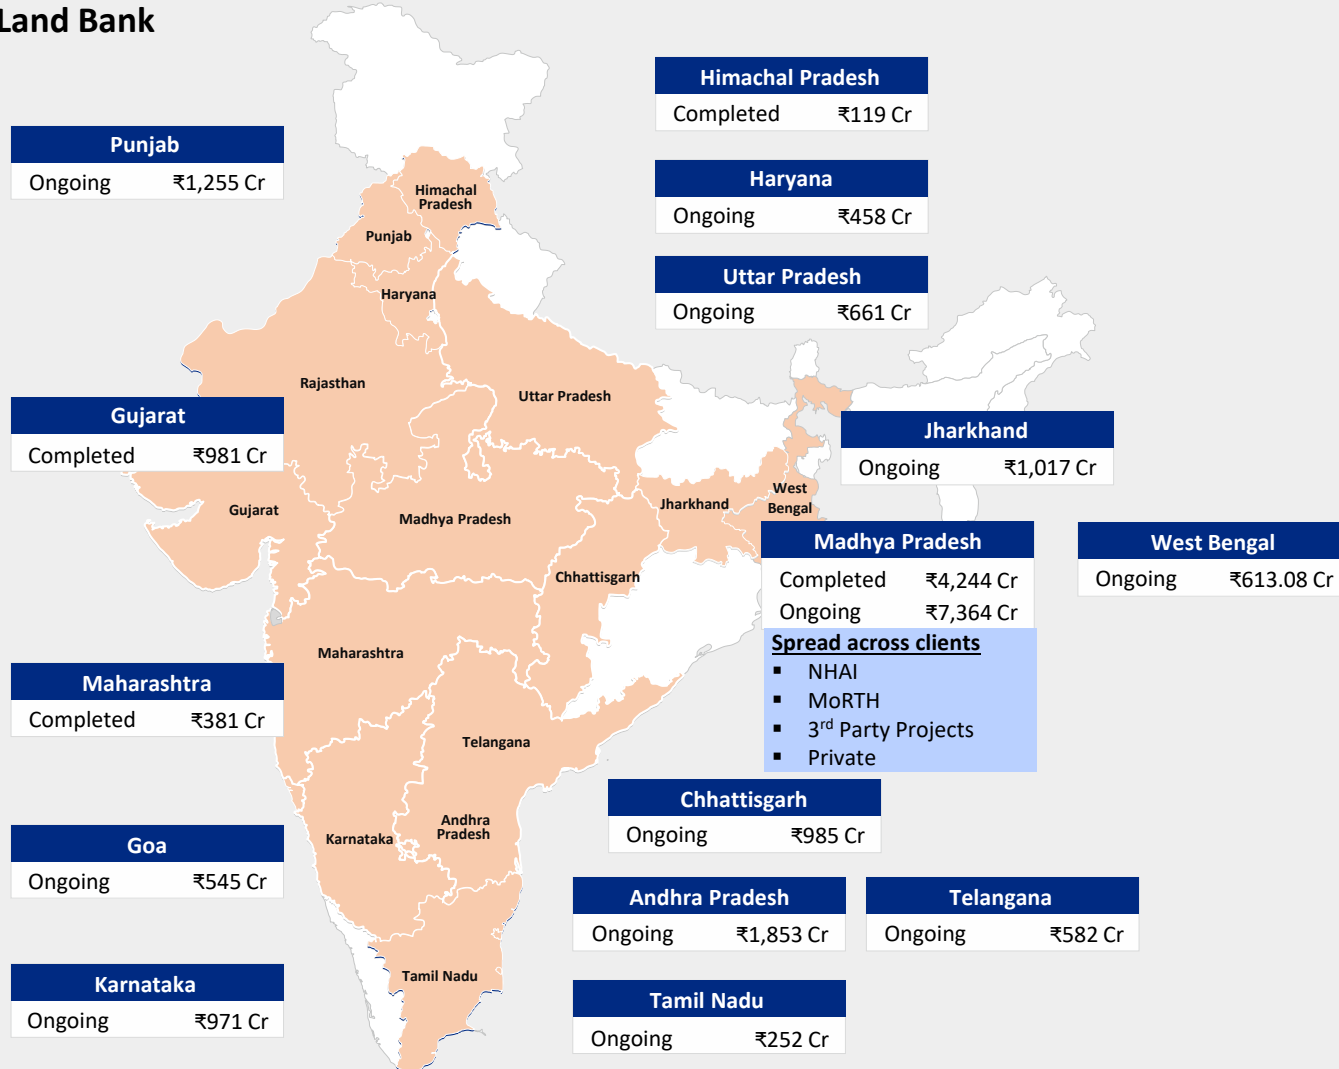 Land Bank
Himachal Pradesh
Completed ₹119 Cr
Punjab
Ongoing ₹1,255 Cr
Haryana
Ongoing ₹458 Cr
Uttar Pradesh
Ongoing ₹661 Cr
Gujarat
Completed ₹981 Cr
Jharkhand
Ongoing ₹1,017 Cr
Madhya Pradesh
Completed ₹4,244 Cr
Ongoing ₹7,364 Cr
Spread across clients
▪ NHAI
▪ MoRTH
▪ 3rd Party Projects
▪ Private
West Bengal
Ongoing ₹613.08 Cr
Maharashtra
Completed ₹381 Cr
Chhattisgarh
Ongoing ₹985 Cr
Goa
Ongoing ₹545 Cr
Andhra Pradesh
Ongoing ₹1,853 Cr
Telangana
Ongoing ₹582 Cr
Karnataka
Ongoing ₹971 Cr
Tamil Nadu
Ongoing ₹252 Cr
Himachal
Pradesh
Punjab
Haryana
Rajasthan
Uttar Pradesh
Gujarat
Madhya Pradesh
Jharkhand
West
Bengal
Chhattisgarh
Maharashtra
Telangana
Andhra
Pradesh
Karnataka
Tamil Nadu